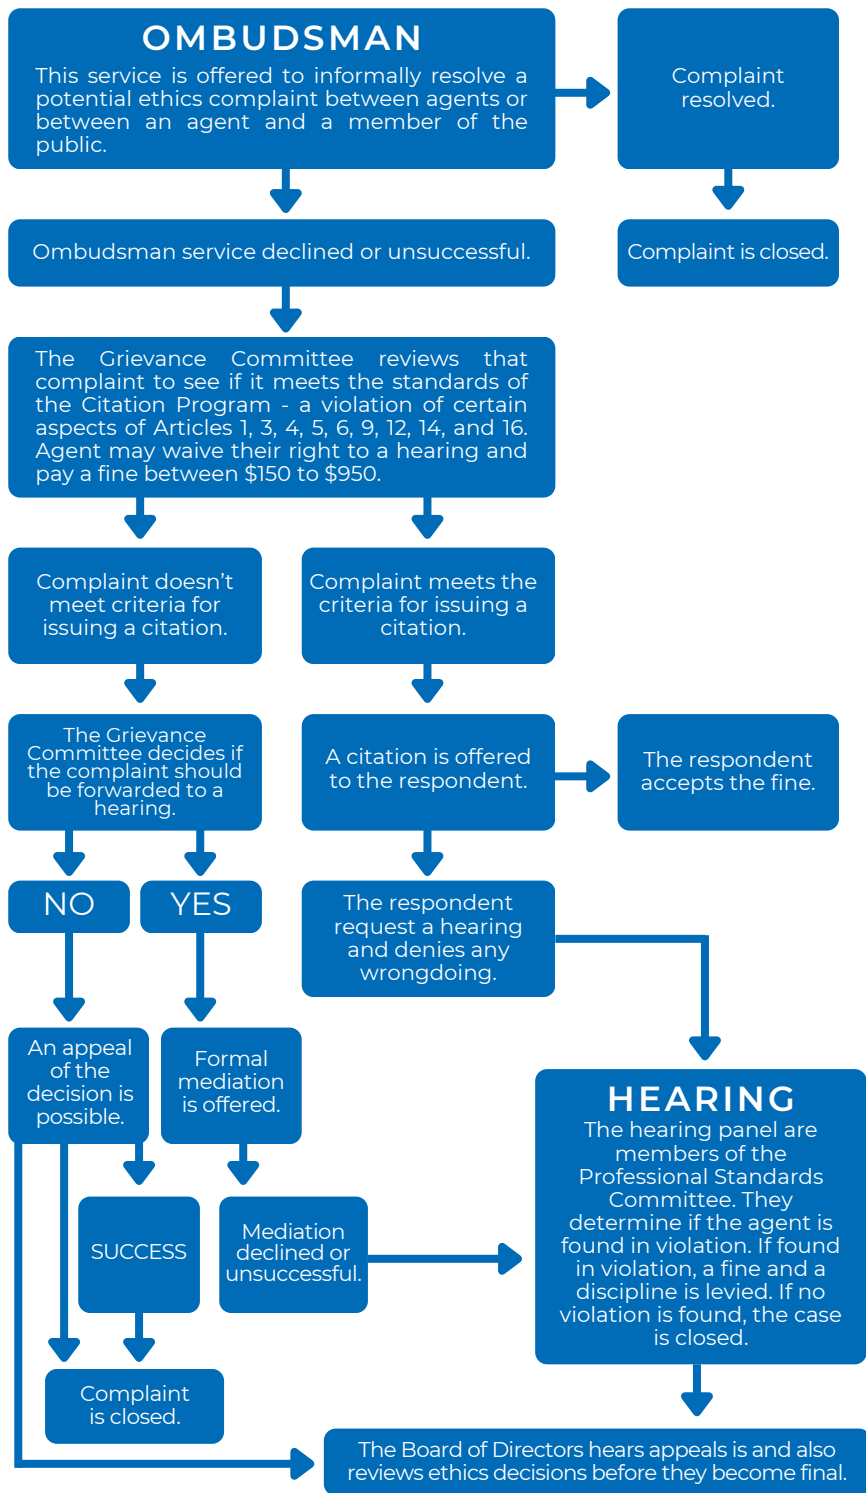 OMBUDSMAN
This service is offered to informally resolve a
potential ethics complaint between agents or
between an agent and a member of the
public.
Complaint
resolved.
Ombudsman service declined or unsuccessful.
Complaint is closed.
The Grievance Committee reviews that
complaint to see if it meets the standards of
the Citation Program - a violation of certain
aspects of Articles 1, 3, 4, 5, 6, 9, 12, 14, and 16.
Agent may waive their right to a hearing and
pay a fine between $150 to $950.
Complaint doesn’t
meet criteria for
issuing a citation.
Complaint meets the
criteria for issuing a
citation.
The Grievance
Committee decides if
the complaint should
be forwarded to a
hearing.
A citation is offered
to the respondent.
The respondent
accepts the fine.
NO
YES
The respondent
request a hearing
and denies any
wrongdoing.
An appeal
of the
decision is
possible.
Formal
mediation
is offered.
HEARING
The hearing panel are
members of the
Professional Standards
Committee. They
determine if the agent is
found in violation. If found
in violation, a fine and a
discipline is levied. If no
violation is found, the case
is closed.
SUCCESS
Mediation
declined or
unsuccessful.
Complaint
is closed.
The Board of Directors hears appeals is and also
reviews ethics decisions before they become final.